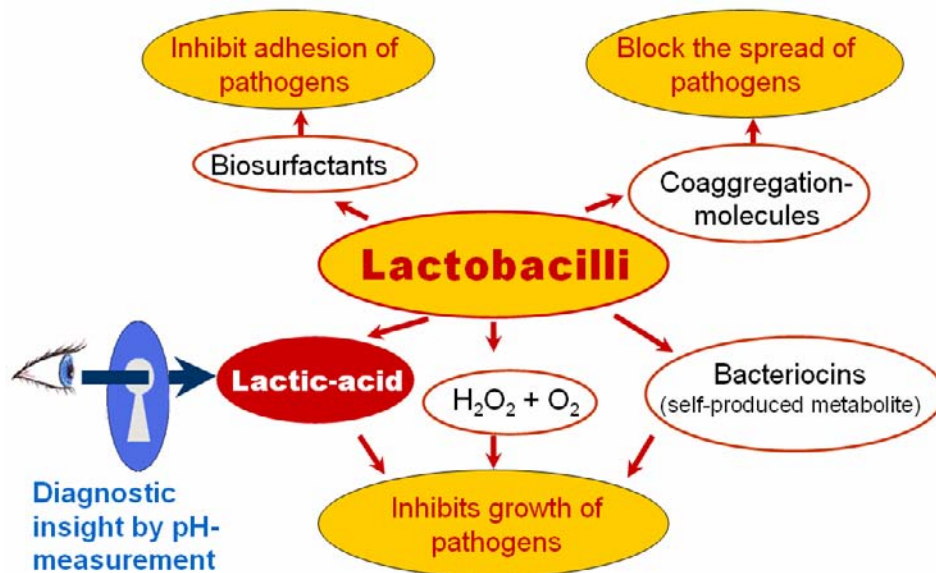 Inhibit adhesion of
pathogens
Block the spread of
pathogens
Biosurfactants
Coaggregation-
molecules
Lactobacilli
Lactic-acid
H₂O₂ + O₂
Bacteriocins
(self-produced metabolite)
Diagnostic
insight by pH-
measurement
Inhibits growth of
pathogens